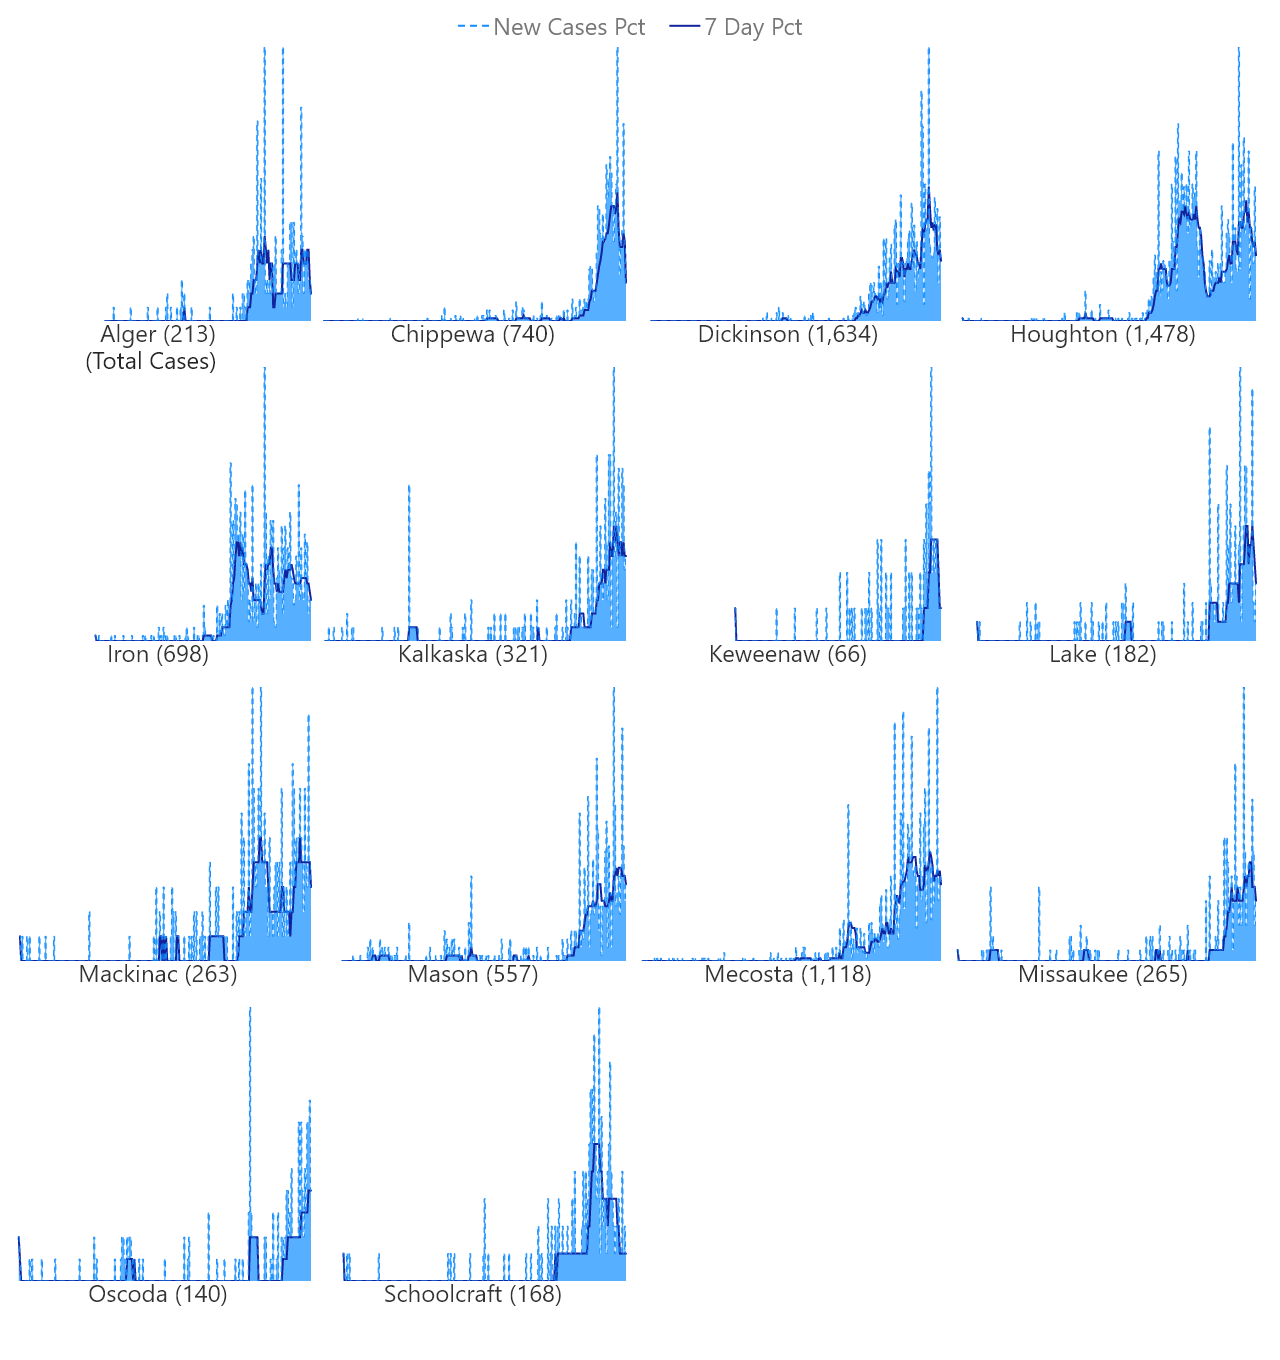 New Cases Pct 7 Day Pct
Alger (213) Chippewa (740) Dickinson (1,634) Houghton (1,478)
(Total Cases)
Iron (698) Kalkaska (321) Keweenaw (66) Lake (182)
Mackinac (263) Mason (557) Mecosta (1,118) Missaukee (265)
Oscoda (140) Schoolcraft (168)